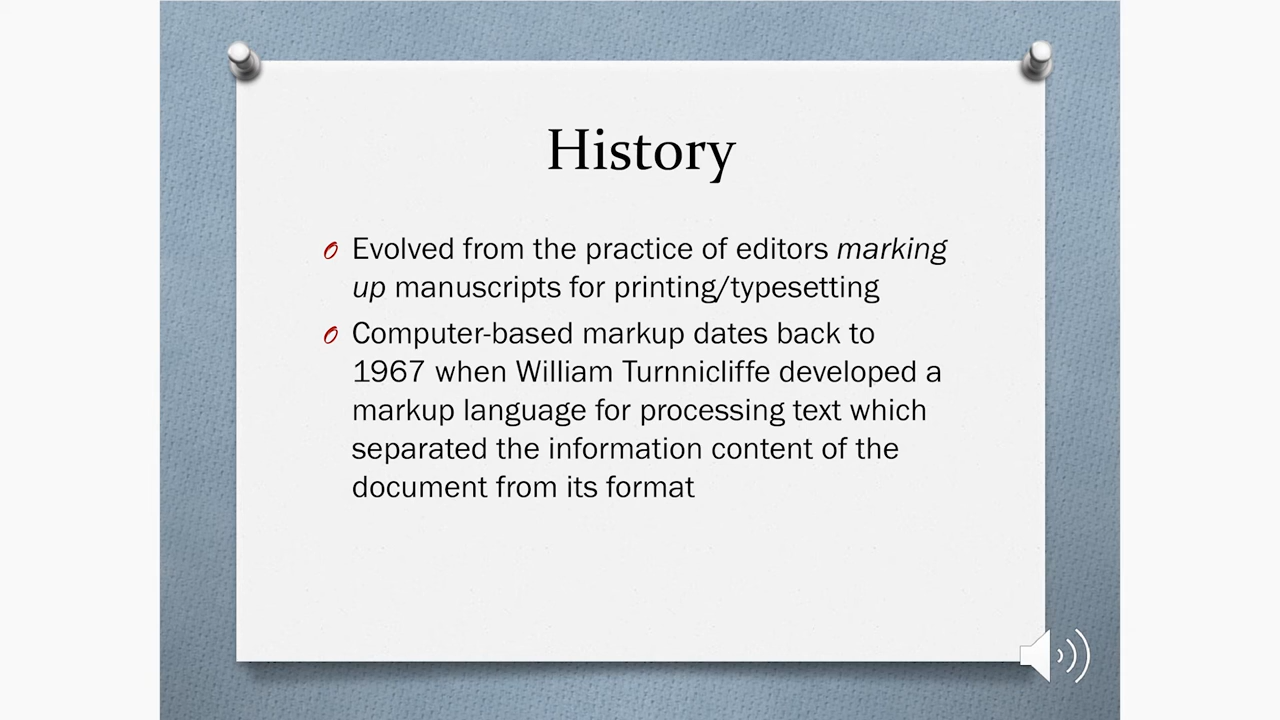 History
Evolved from the practice of editors marking
up manuscripts for printing/typesetting
Computer-based markup dates back to
1967 when William Turnnicliffe developed a
markup language for processing text which
separated the information content of the
document from its format